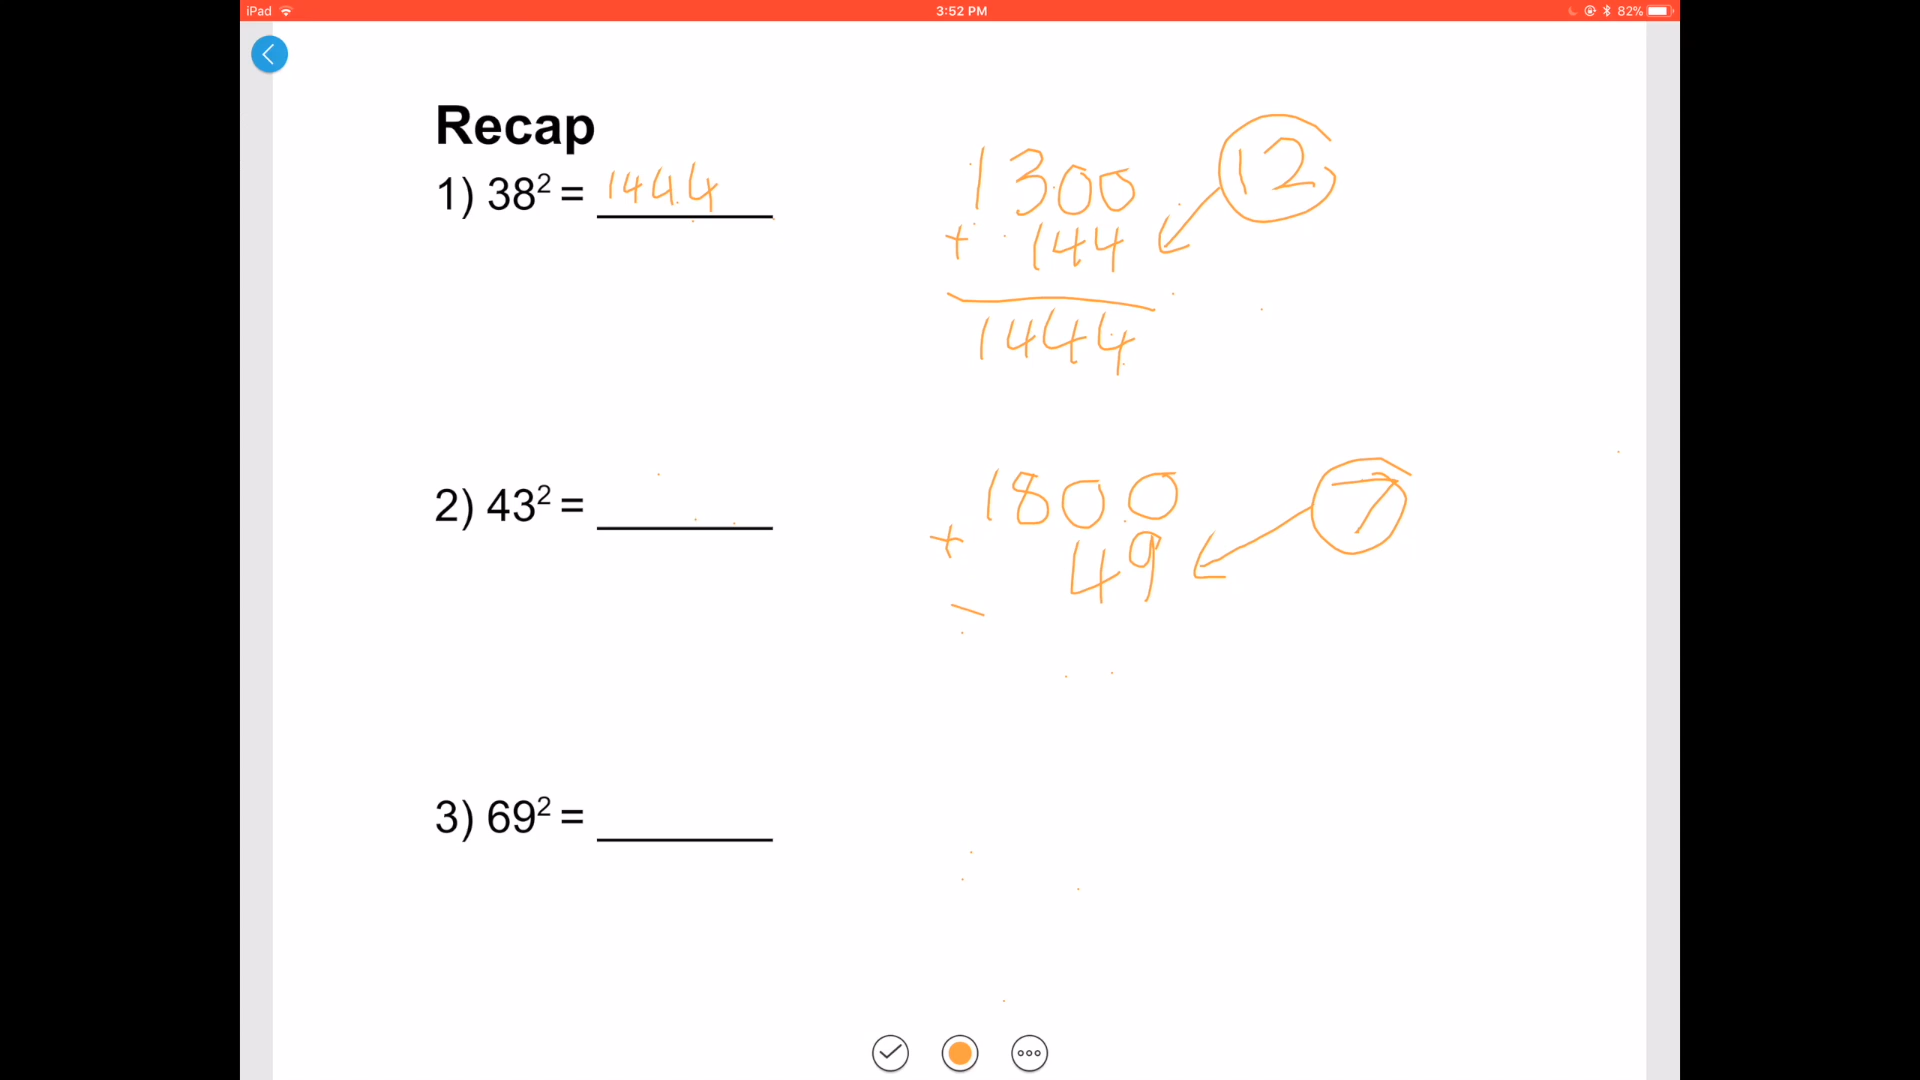 iPad 3:52 PM 82%
Recap
1) 38² = 1444
1300
12
+ 144
1444
2) 43² =
1800
7
+ 49
3) 69² =